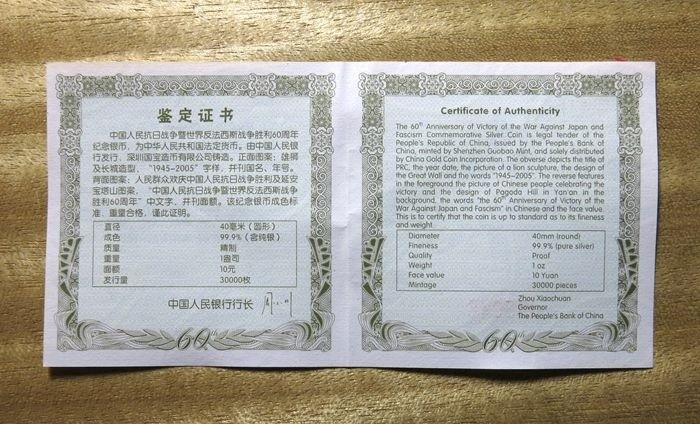 鉴定证书
中国人民抗日战争暨世界反法西斯战争胜利60周年
纪念银币，为中华人民共和国法定货币。由中国人民银
行发行，深圳国宝造币有限公司铸造。正面图案：雄狮
及长城造型，“1945-2005”字样，并刊国名、年号。
背面图案：人民群众欢庆中国人民抗日战争胜利及延安
宝塔山图案，“中国人民抗日战争暨世界反法西斯战争
胜利60周年”中文字，并刊面额。该纪念银币成色标
准，重量合格，谨此证明。
直径 40毫米（圆形）
成色 99.9%（含纯银）
质量 精制
重量 1盎司
面额 10元
发行量 30000枚
中国人民银行行长
60th
Certificate of Authenticity
The 60th Anniversary of Victory of the War Against Japan and
Fascism Commemorative Silver Coin is legal tender of the
People's Republic of China, issued by the People's Bank of
China, minted by Shenzhen Guobao Mint, and solely distributed
by China Gold Coin Incorporation. The obverse depicts the title of
PRC, the year date, the picture of a lion sculpture, the design of
the Great Wall and the words "1945-2005". The reverse features
in the foreground the picture of Chinese people celebrating the
victory and the design of Pagoda Hill in Yan'an in the
background, the words "the 60th Anniversary of Victory of the
War Against Japan and Fascism" in Chinese and the face value.
This is to certify that the coin is up to standard as to its fineness
and weight.
Diameter 40mm (round)
Fineness 99.9% (pure silver)
Quality Proof
Weight 1 oz
Face value 10 Yuan
Mintage 30000 pieces
Zhou Xiaochuan
Governor
The People's Bank of China
60th